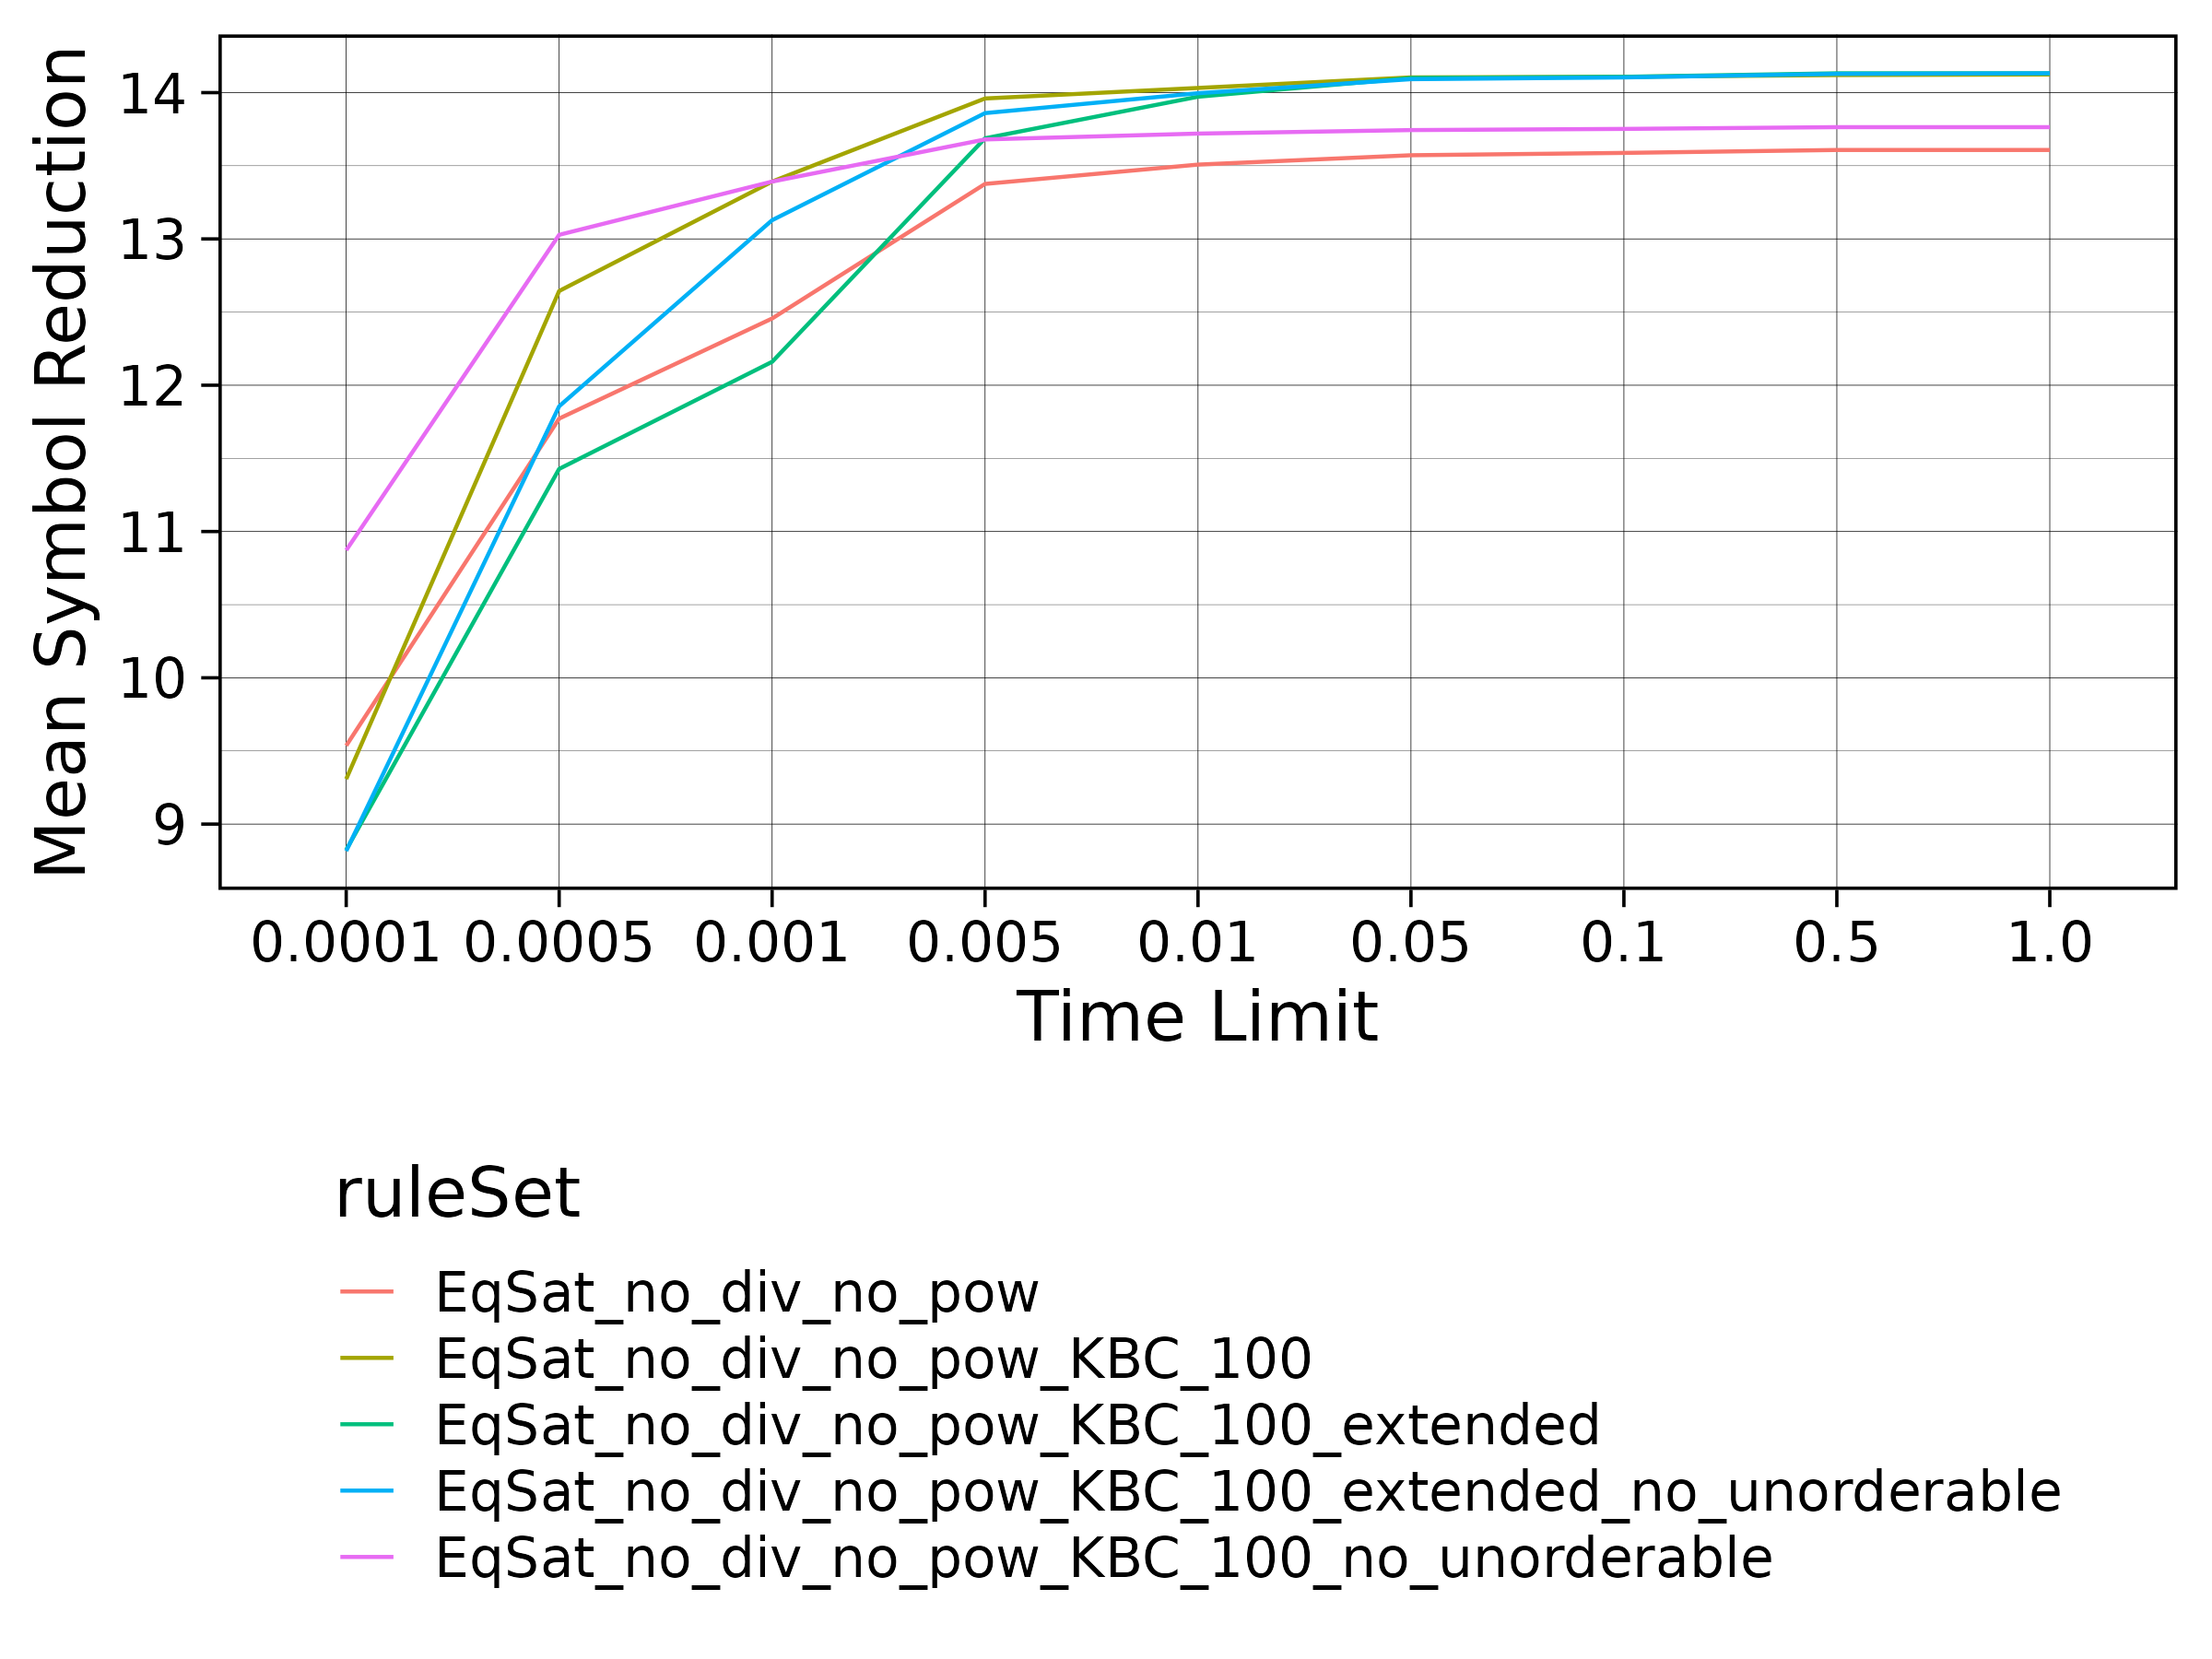 Mean Symbol Reduction
14
13
12
11
10
9
0.0001 0.0005 0.001 0.005 0.01 0.05 0.1 0.5 1.0
Time Limit
ruleSet
EqSat_no_div_no_pow
EqSat_no_div_no_pow_KBC_100
EqSat_no_div_no_pow_KBC_100_extended
EqSat_no_div_no_pow_KBC_100_extended_no_unorderable
EqSat_no_div_no_pow_KBC_100_no_unorderable